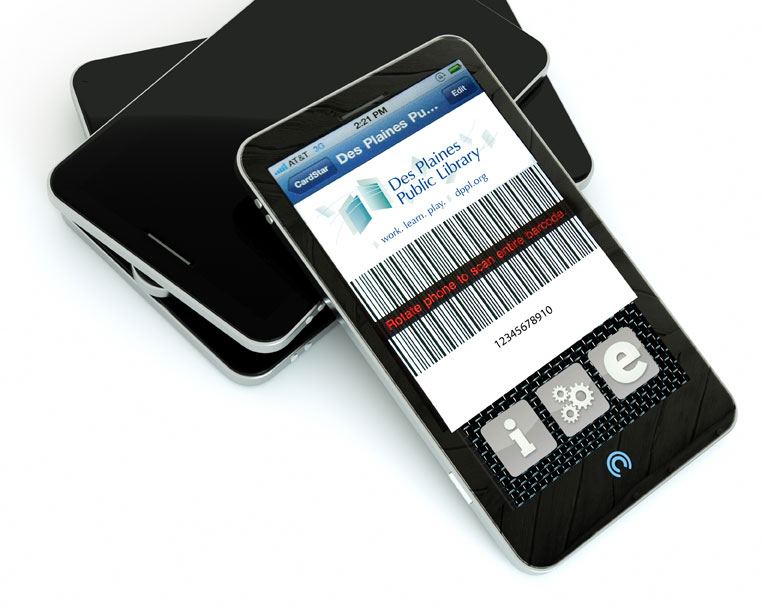 AT&T 3G 2:21 PM
CardStar Des Plaines Pu... Edit
Des Plaines
Public Library
work. learn. play. dppl.org
Rotate phone to scan entire barcode.
12345678910
i e